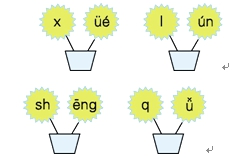 x üé l ún
sh ēng q ǚ